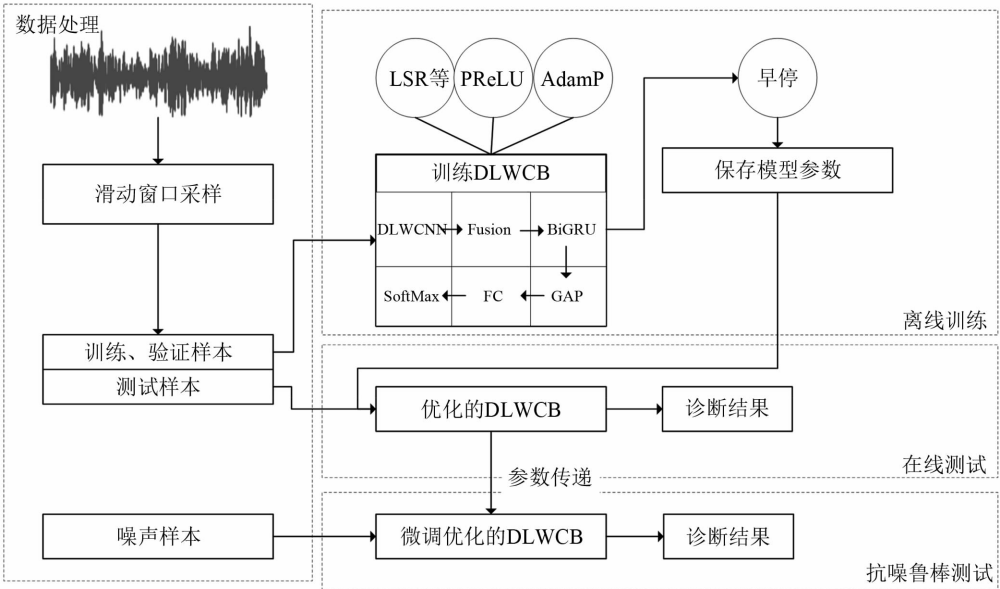 数据处理
滑动窗口采样
训练、验证样本
测试样本
噪声样本
LSR等
PReLU
AdamP
早停
训练DLWCB
DLWCNN
Fusion
BiGRU
SoftMax
FC
GAP
保存模型参数
离线训练
优化的DLWCB
诊断结果
在线测试
参数传递
微调优化的DLWCB
诊断结果
抗噪鲁棒测试